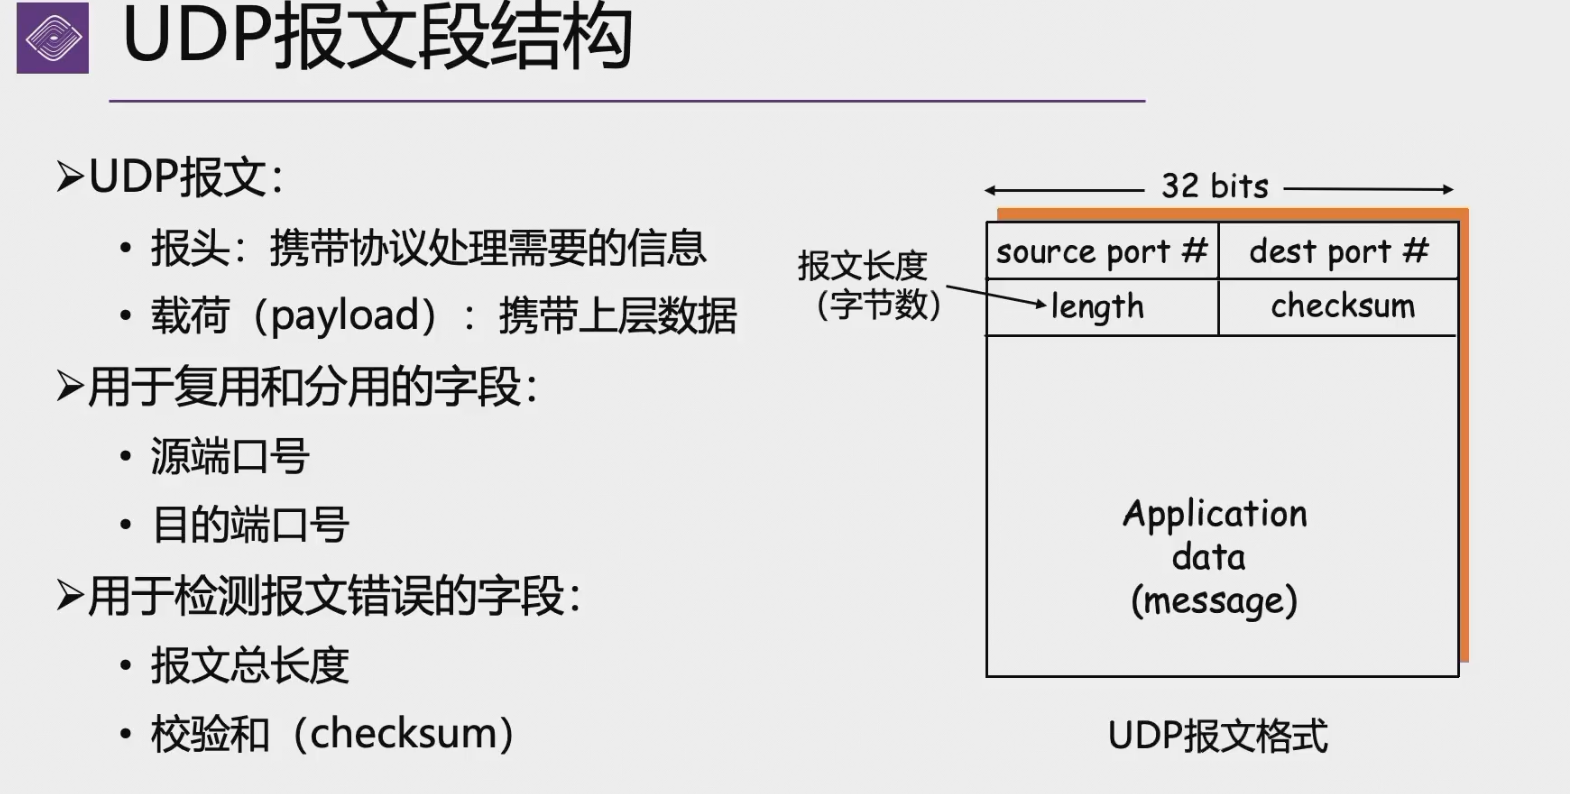 UDP报文段结构
➢UDP报文：
• 报头：携带协议处理需要的信息
• 载荷（payload）：携带上层数据
➢用于复用和分用的字段：
• 源端口号
• 目的端口号
➢用于检测报文错误的字段：
• 报文总长度
• 校验和（checksum）
32 bits
source port # dest port #
报文长度
（字节数）
length checksum
Application
data
(message)
UDP报文格式